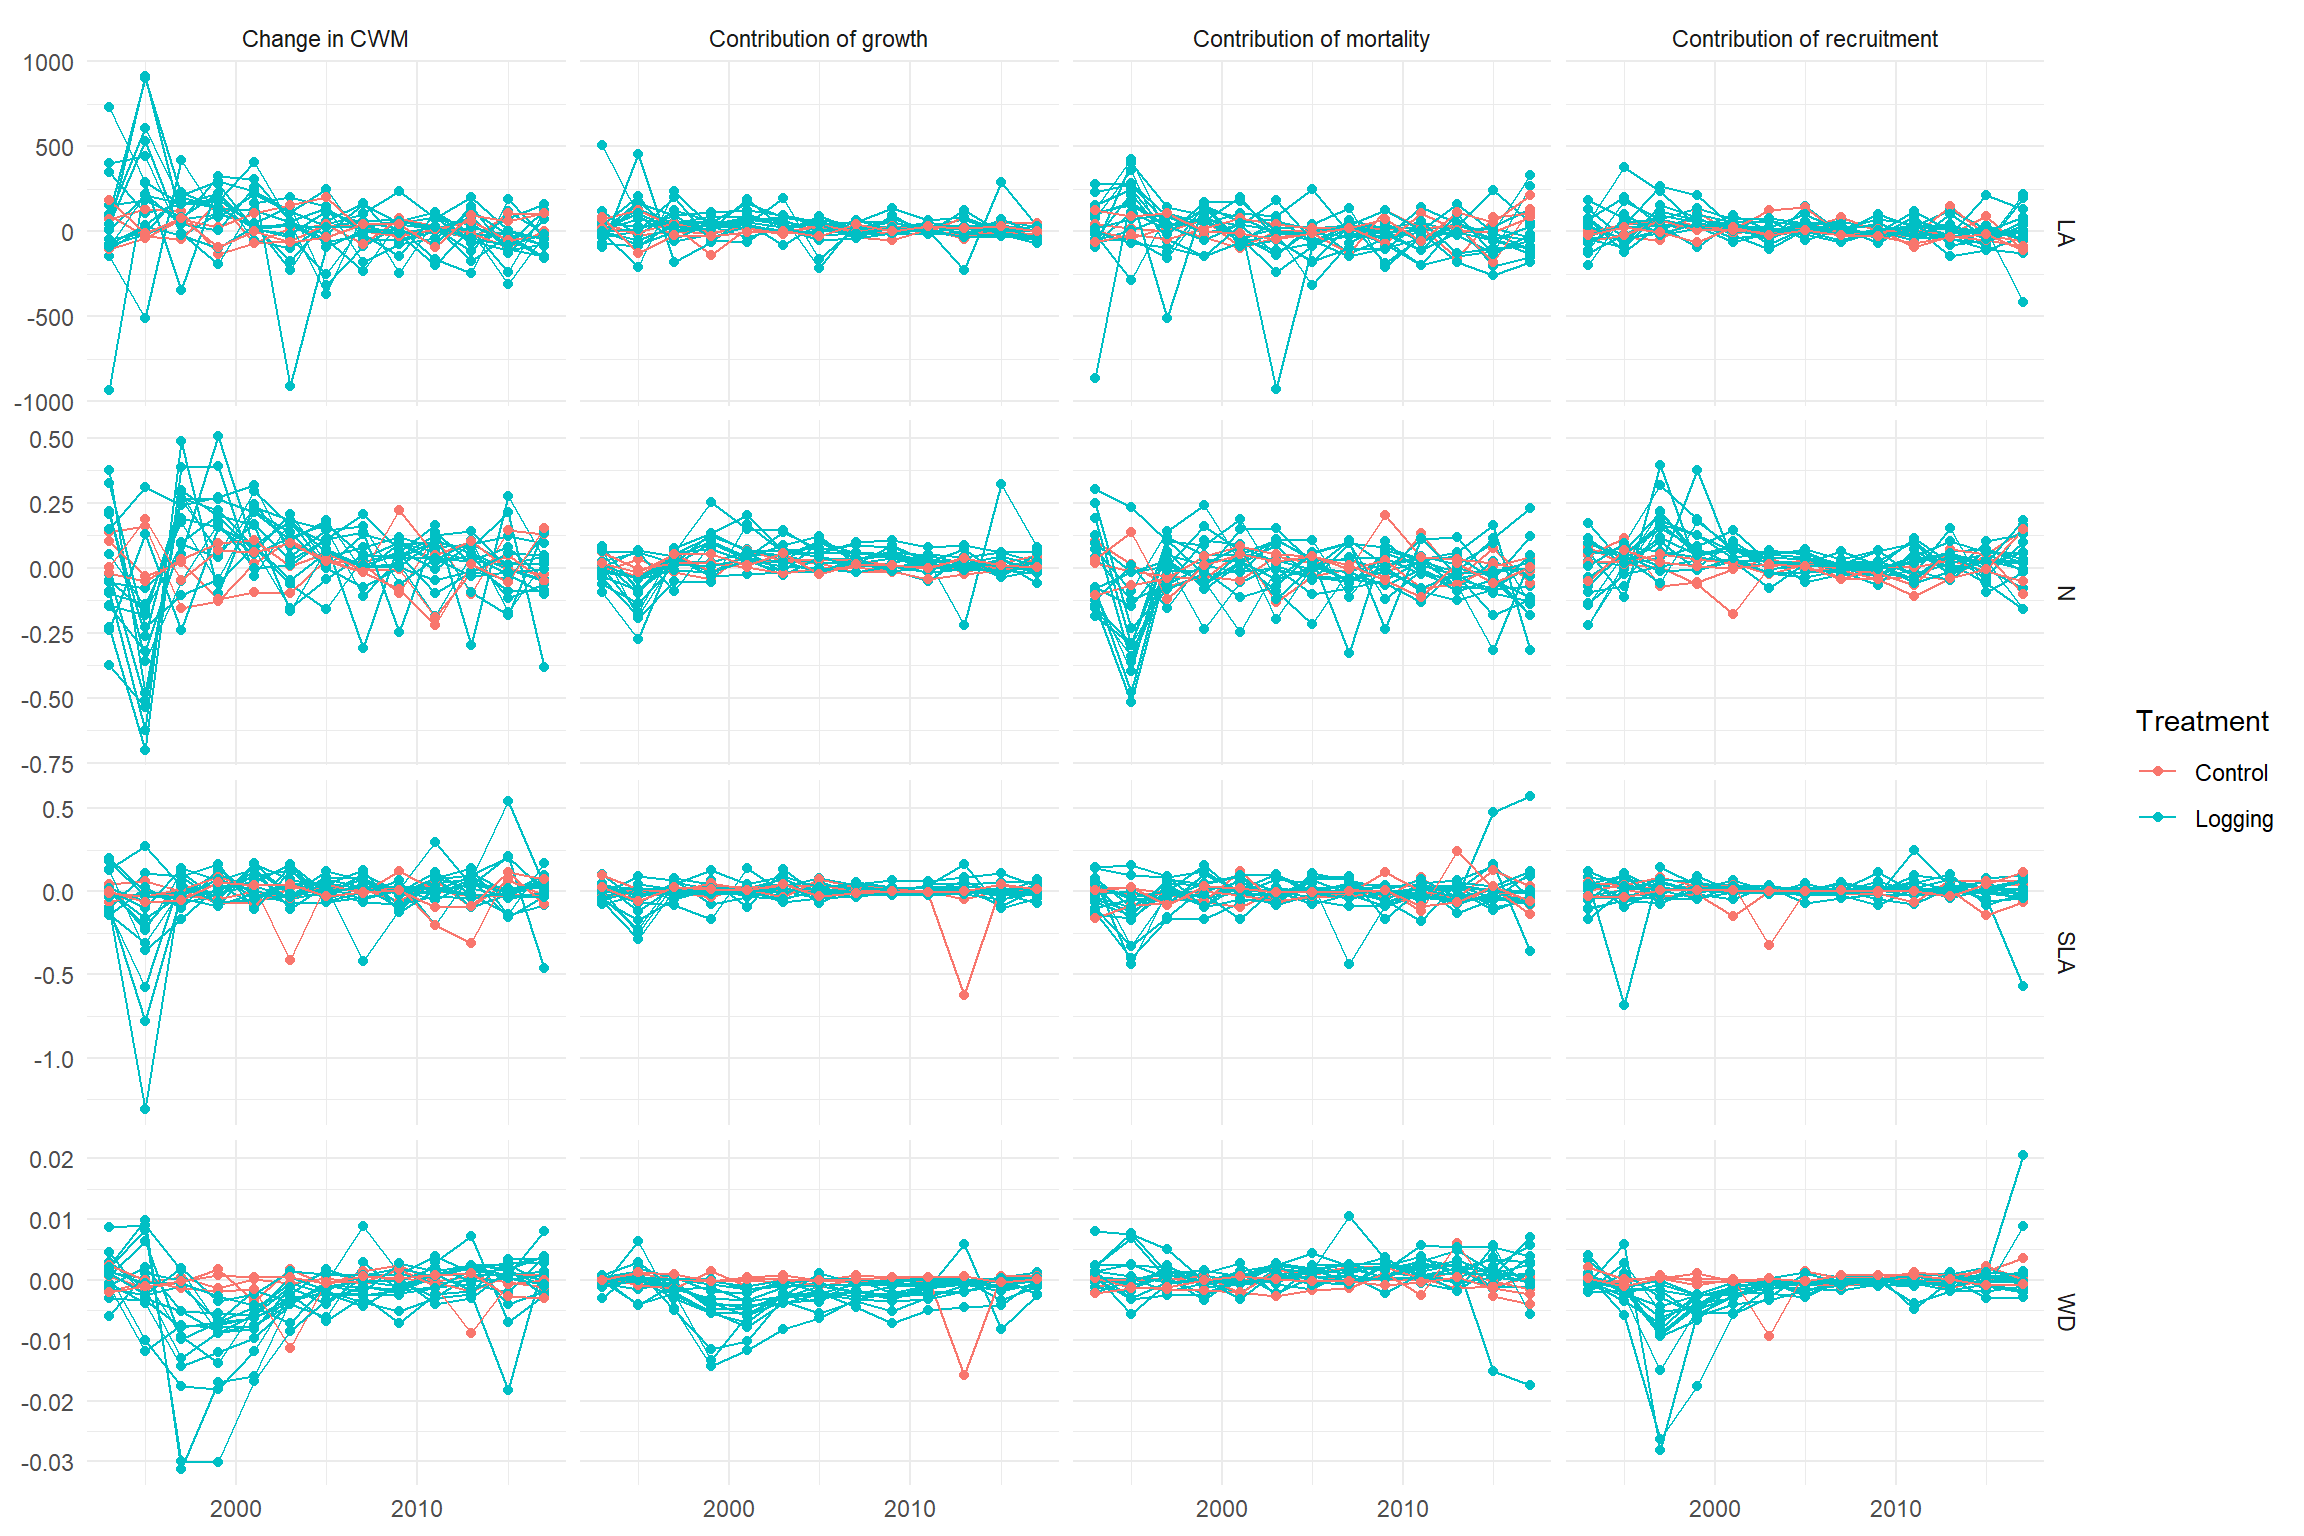 Change in CWM
Contribution of growth
Contribution of mortality
Contribution of recruitment
1000
500
0
-500
-1000
LA
0.50
0.25
0.00
-0.25
-0.50
-0.75
N
0.5
0.0
-0.5
-1.0
SLA
0.02
0.01
0.00
-0.01
-0.02
-0.03
WD
2000 2010
2000 2010
2000 2010
2000 2010
Treatment
Control
Logging